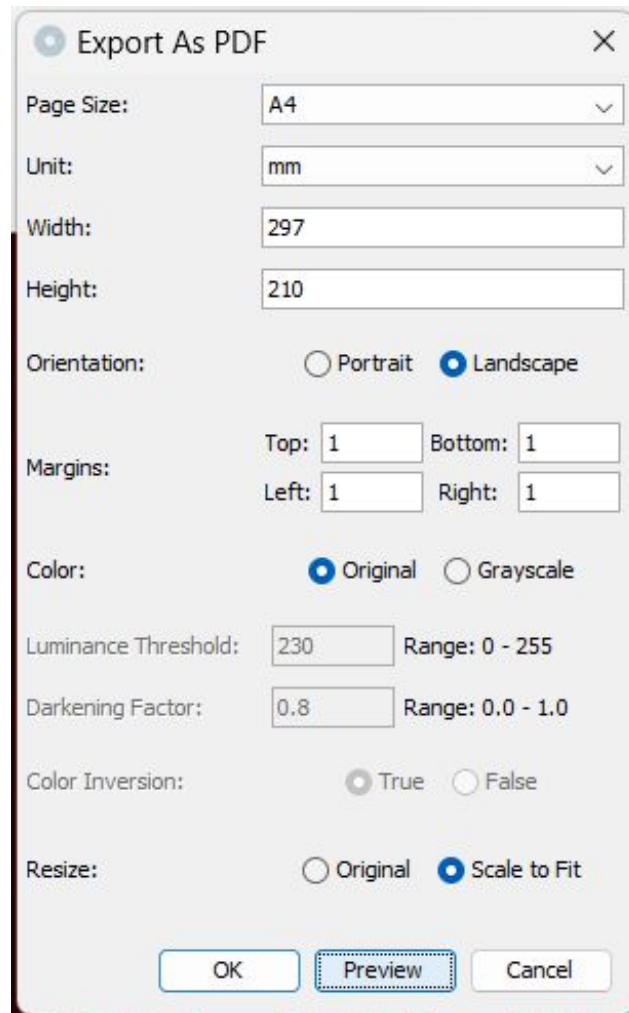 Export As PDF
Page Size: A4
Unit: mm
Width: 297
Height: 210
Orientation: Portrait Landscape
Margins: Top: 1 Bottom: 1
Left: 1 Right: 1
Color: Original Grayscale
Luminance Threshold: 230 Range: 0 - 255
Darkening Factor: 0.8 Range: 0.0 - 1.0
Color Inversion: True False
Resize: Original Scale to Fit
OK Preview Cancel